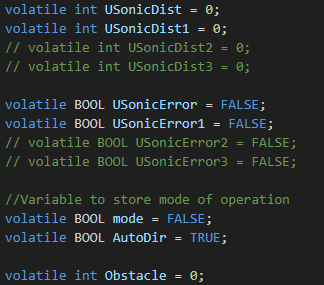 volatile int USonicDist = 0;
volatile int USonicDist1 = 0;
// volatile int USonicDist2 = 0;
// volatile int USonicDist3 = 0;
volatile BOOL USonicError = FALSE;
volatile BOOL USonicError1 = FALSE;
// volatile BOOL USonicError2 = FALSE;
// volatile BOOL USonicError3 = FALSE;
//Variable to store mode of operation
volatile BOOL mode = FALSE;
volatile BOOL AutoDir = TRUE;
volatile int Obstacle = 0;